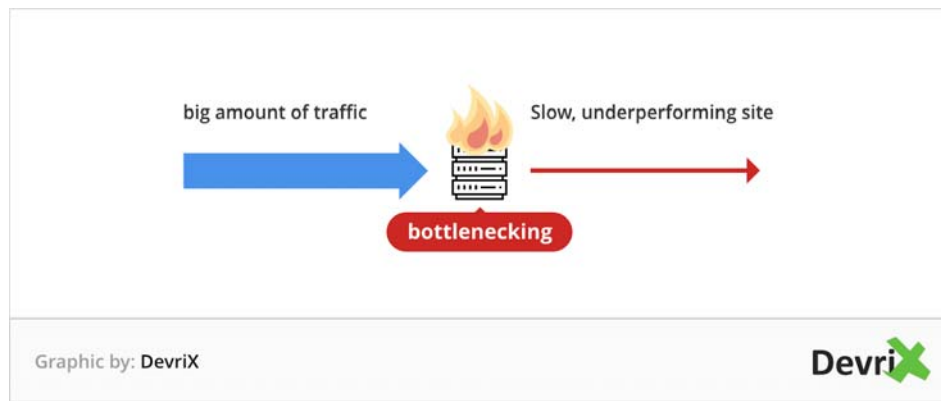 big amount of traffic
Slow, underperforming site
bottlenecking
Graphic by: DevriX
DevriX